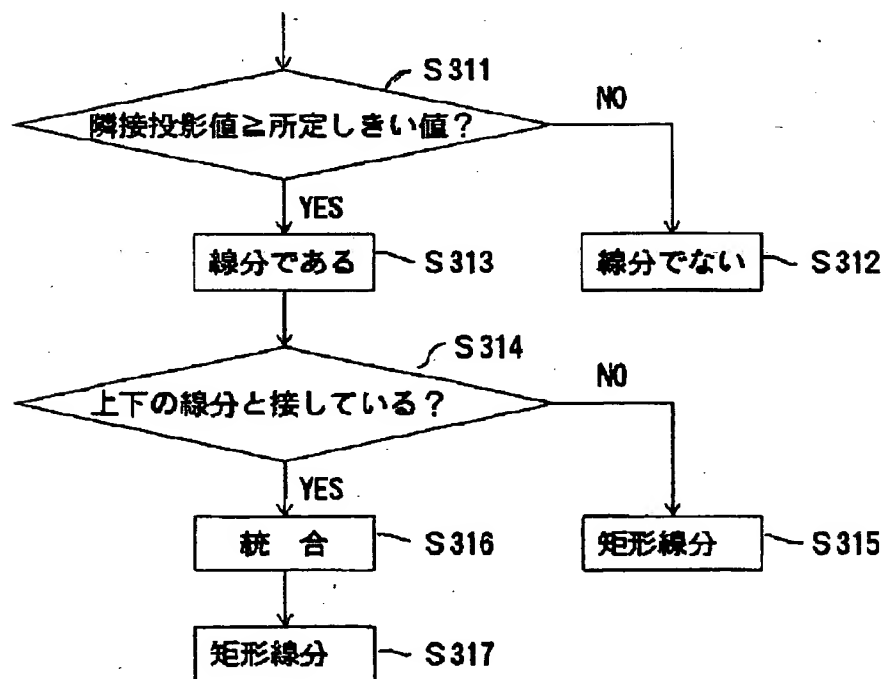 S311
隣接投影値≧所定しきい値?
NO
YES
線分である
S313
線分でない
S312
S314
上下の線分と接している?
NO
YES
統 合
S316
矩形線分
S315
矩形線分
S317